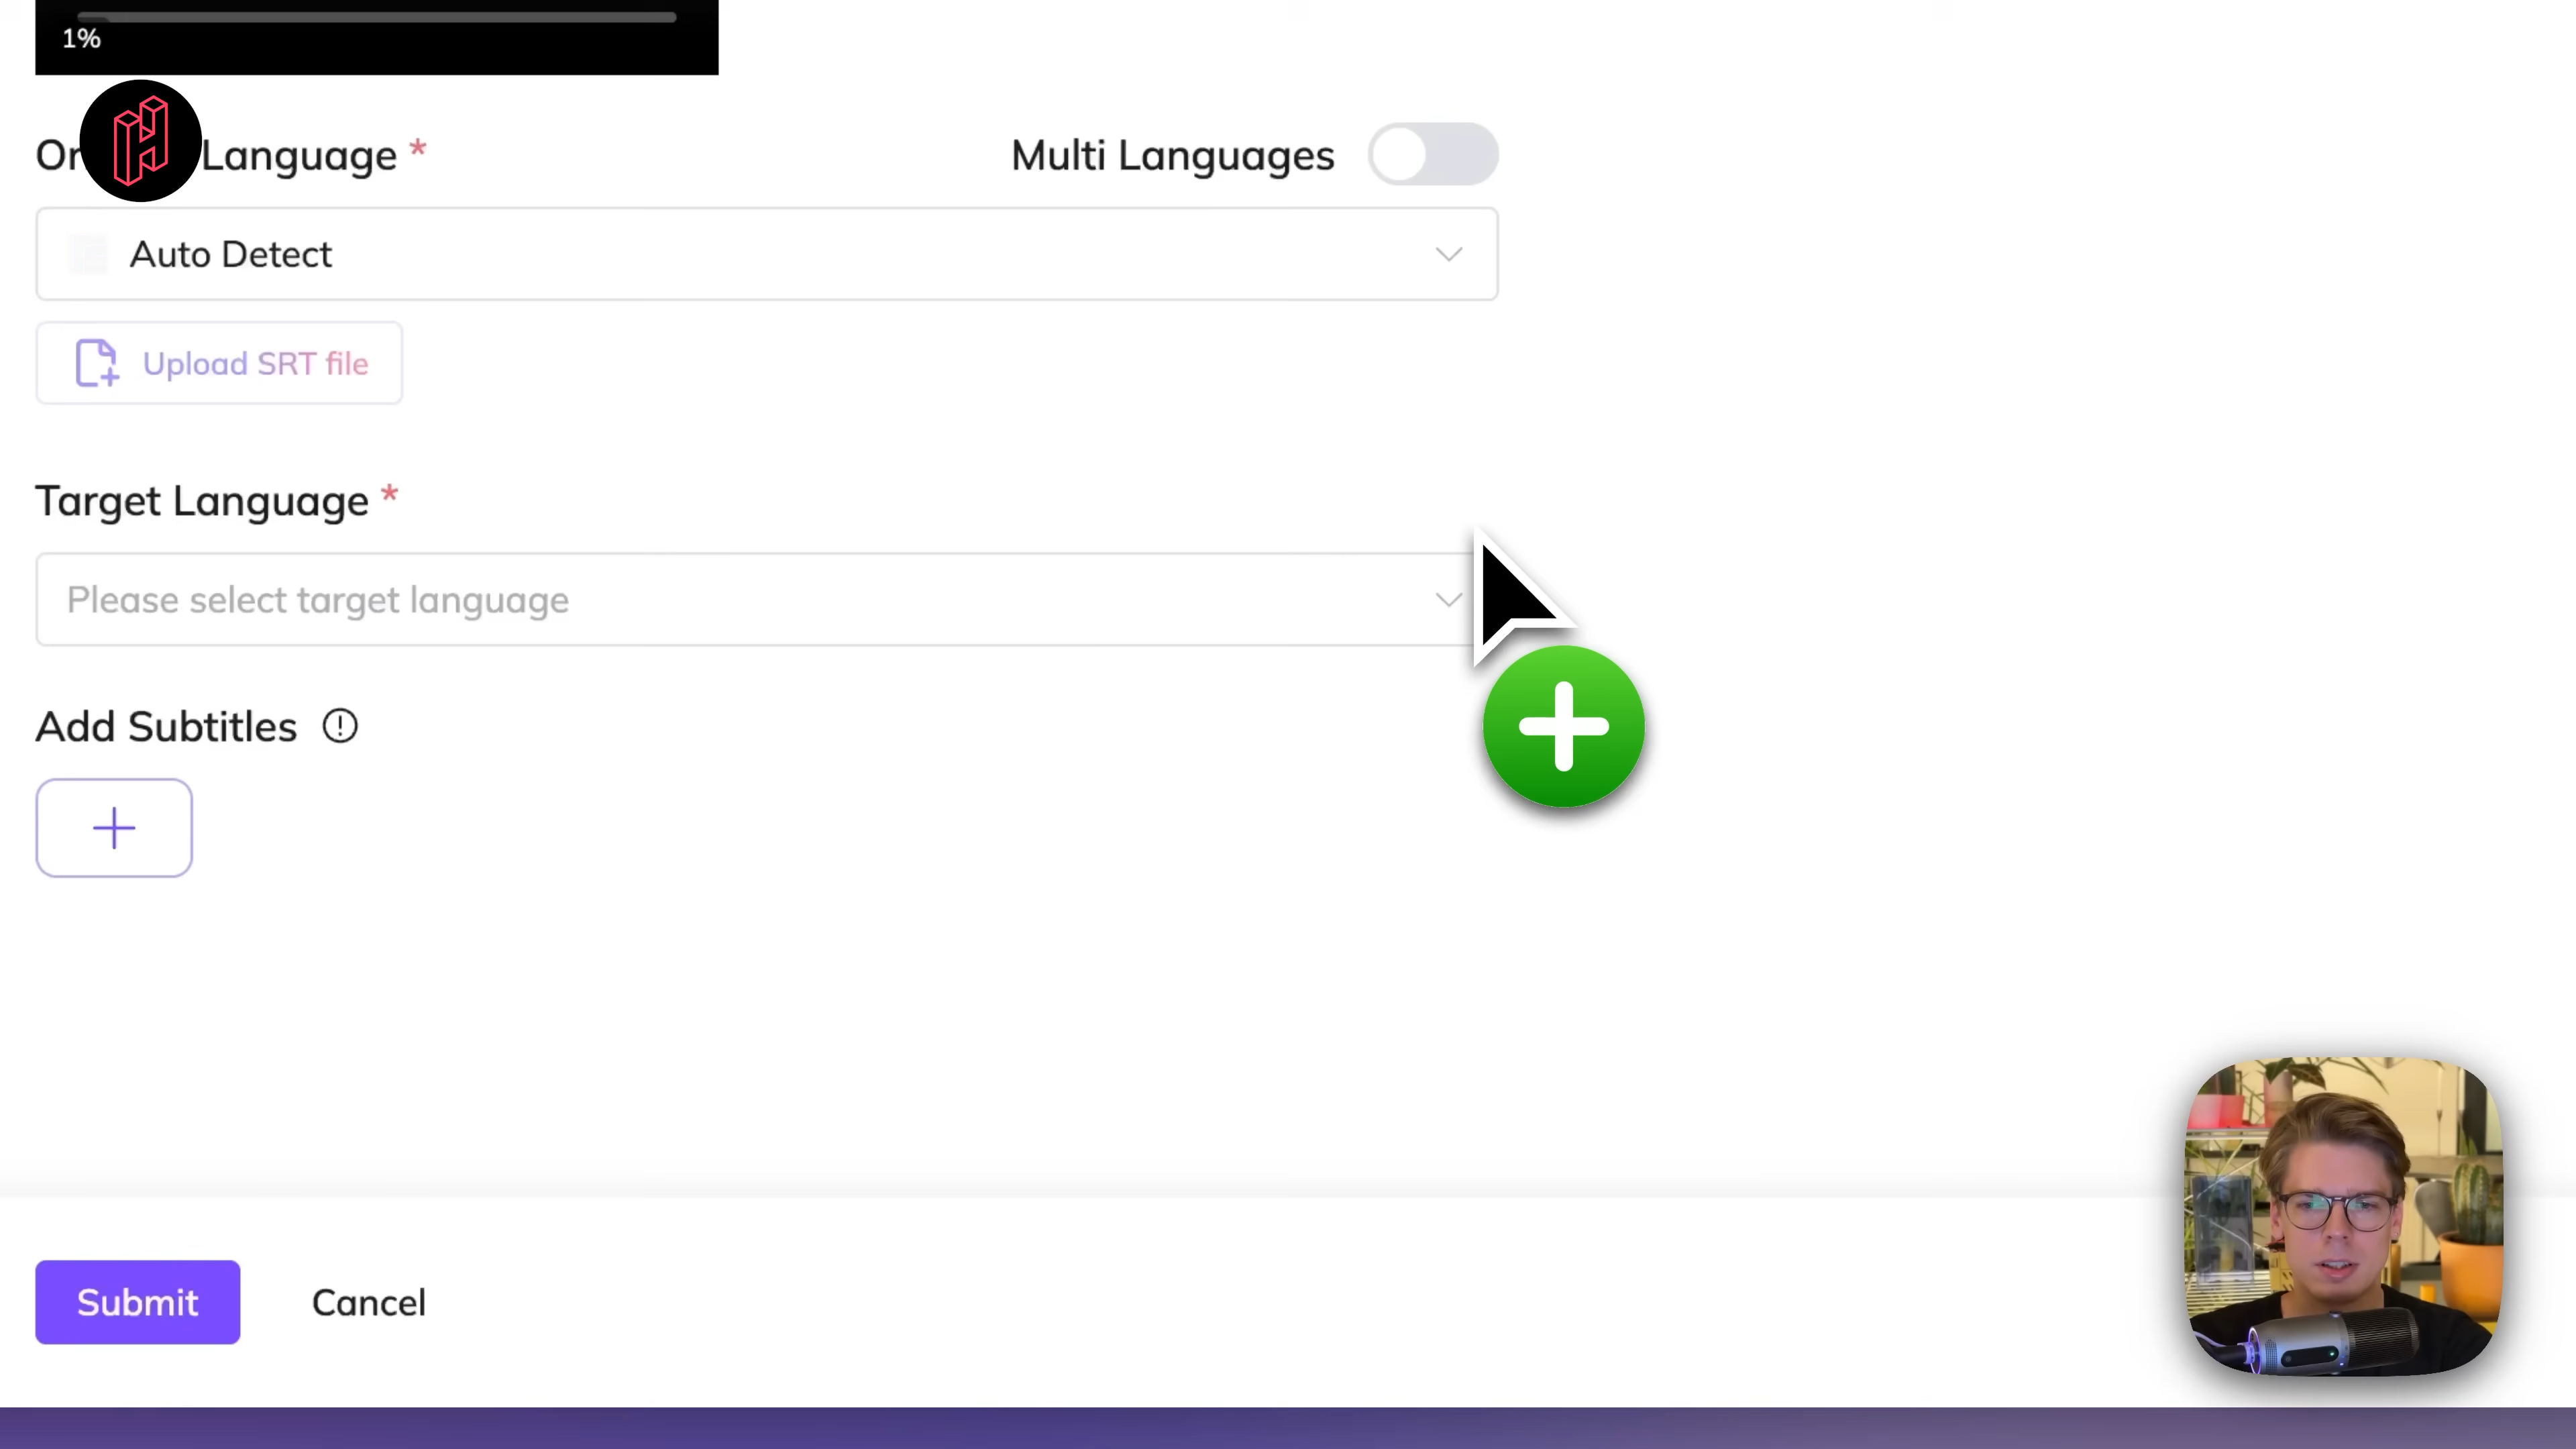 1%
Or Language *
Multi Languages
Auto Detect
Upload SRT file
Target Language *
Please select target language
Add Subtitles
Submit
Cancel